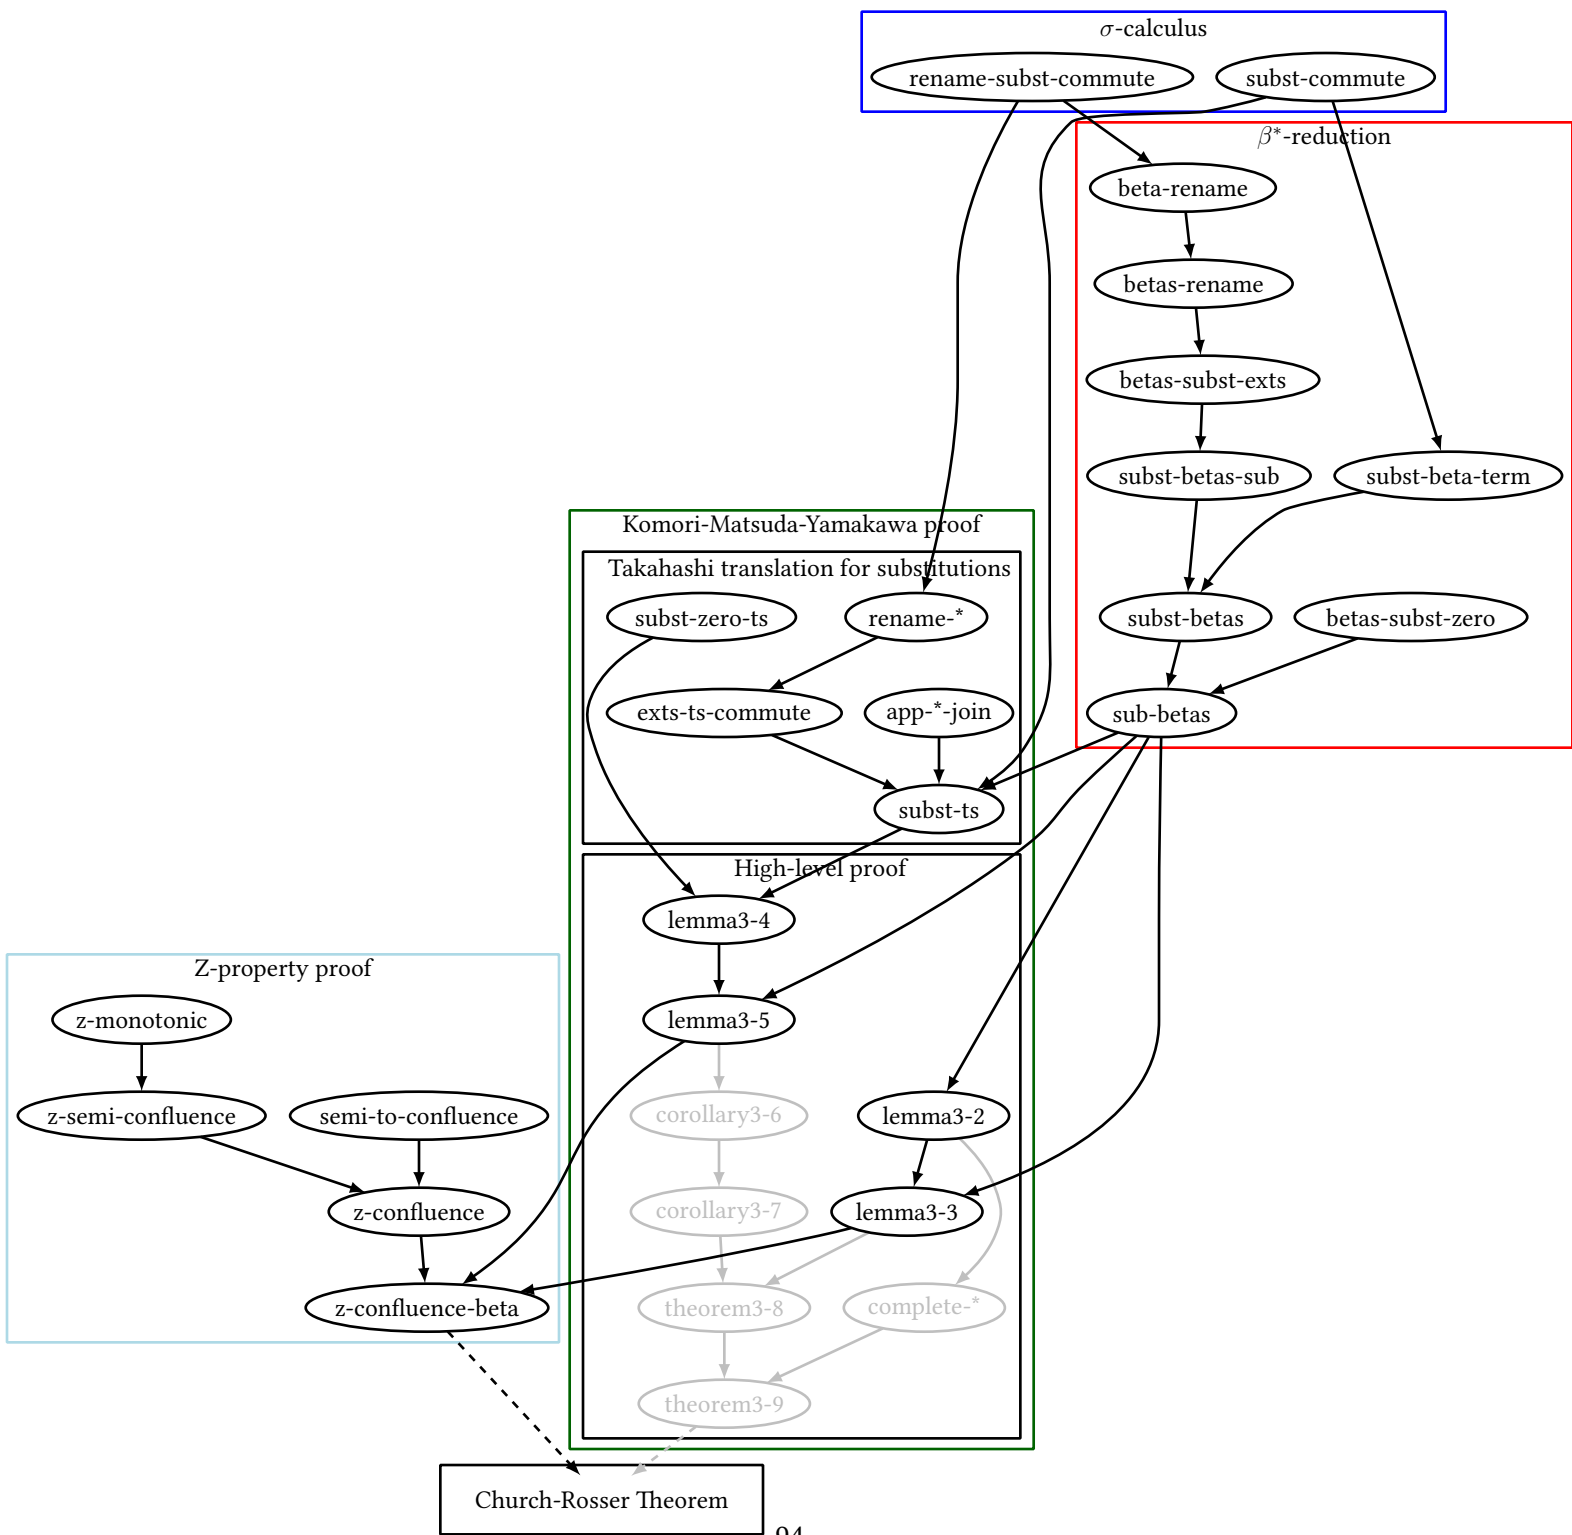 σ-calculus
rename-subst-commute
subst-commute
β*-reduction
beta-rename
betas-rename
betas-subst-exts
subst-betas-sub
subst-beta-term
Komori-Matsuda-Yamakawa proof
Takahashi translation for substitutions
subst-zero-ts
rename-*
subst-betas
betas-subst-zero
exts-ts-commute
app-*-join
sub-betas
subst-ts
High-level proof
lemma3-4
Z-property proof
z-monotonic
lemma3-5
z-semi-confluence
semi-to-confluence
corollary3-6
lemma3-2
z-confluence
corollary3-7
lemma3-3
z-confluence-beta
theorem3-8
complete-*
theorem3-9
Church-Rosser Theorem
94